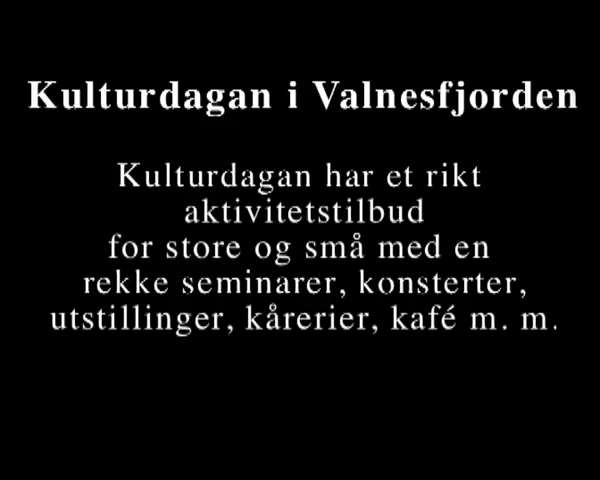 Kulturdagan i Valnesfjorden
Kulturdagan har et rikt
aktivitetstilbud
for store og små med en
rekke seminarer, konsterter,
utstillinger, kårerier, kafé m. m.